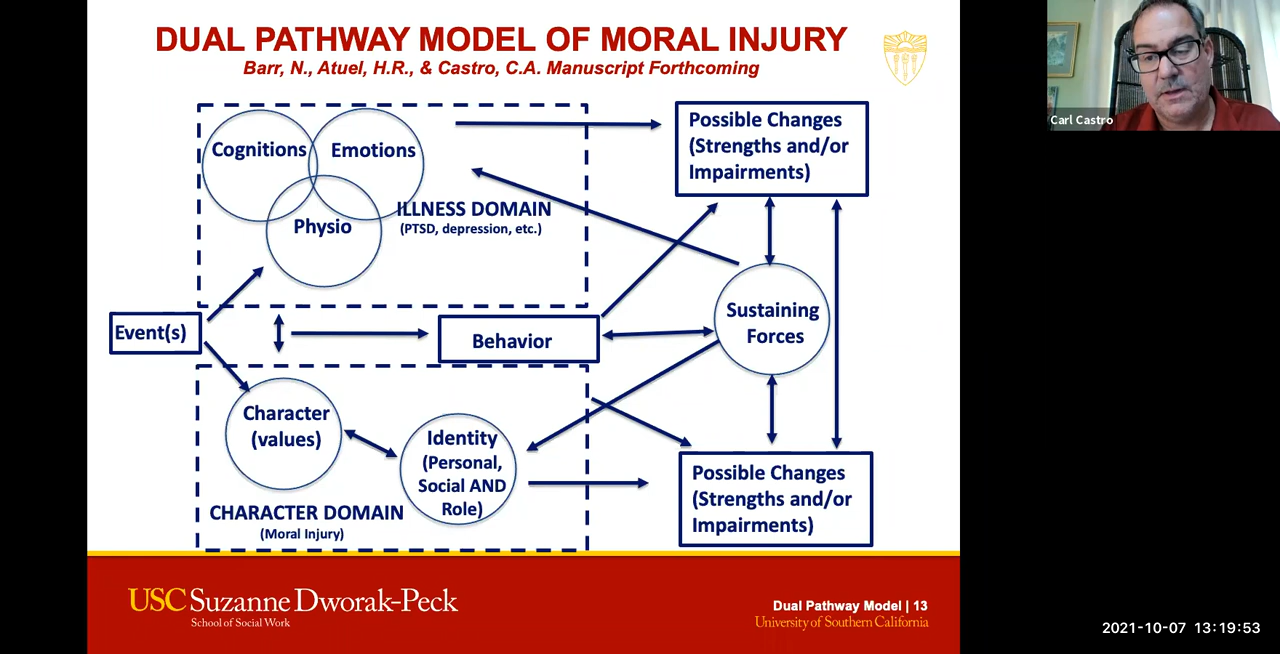 DUAL PATHWAY MODEL OF MORAL INJURY
Barr, N., Atuel, H.R., & Castro, C.A. Manuscript Forthcoming
Carl Castro
Cognitions
Emotions
Physio
ILLNESS DOMAIN
(PTSD, depression, etc.)
Possible Changes
(Strengths and/or
Impairments)
Event(s)
Behavior
Sustaining
Forces
Character
(values)
Identity
(Personal,
Social AND
Role)
CHARACTER DOMAIN
(Moral Injury)
Possible Changes
(Strengths and/or
Impairments)
USC Suzanne Dworak-Peck
School of Social Work
Dual Pathway Model | 13
University of Southern California
2021-10-07 13:19:53